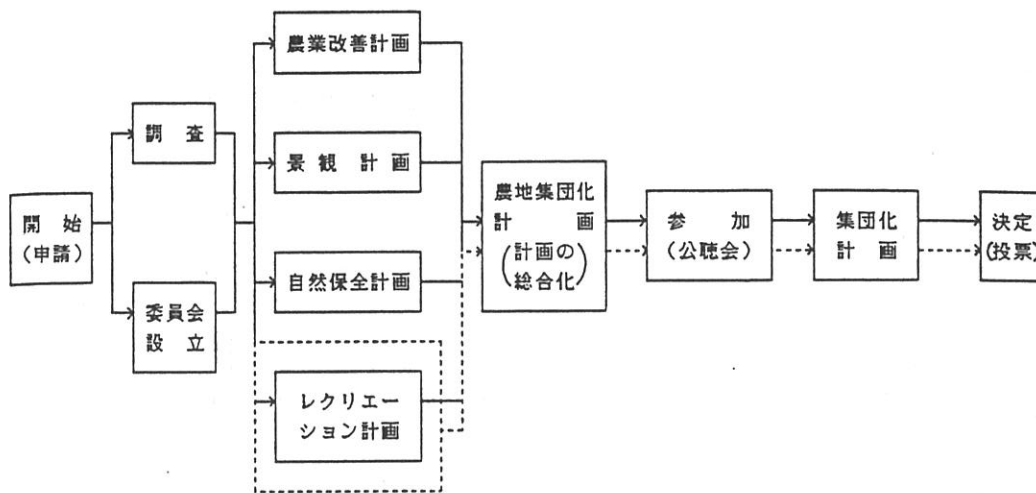 開始
(申請)
調査
委員会
設立
農業改善計画
景観計画
自然保全計画
レクリエー
ション計画
農地集団化
計画
(計画の
総合化)
参加
(公聴会)
集団化
計画
決定
(投票)